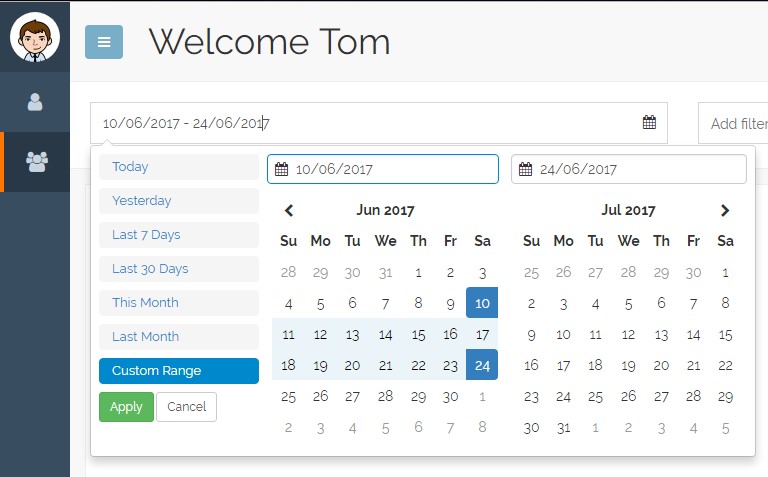 Welcome Tom
10/06/2017 - 24/06/2017
Add filter
Today
Yesterday
Last 7 Days
Last 30 Days
This Month
Last Month
Custom Range
Apply Cancel
10/06/2017
Jun 2017
Su Mo Tu We Th Fr Sa
28 29 30 31 1 2 3
4 5 6 7 8 9 10
11 12 13 14 15 16 17
18 19 20 21 22 23 24
25 26 27 28 29 30 1
2 3 4 5 6 7 8
24/06/2017
Jul 2017
Su Mo Tu We Th Fr Sa
25 26 27 28 29 30 1
2 3 4 5 6 7 8
9 10 11 12 13 14 15
16 17 18 19 20 21 22
23 24 25 26 27 28 29
30 31 1 2 3 4 5